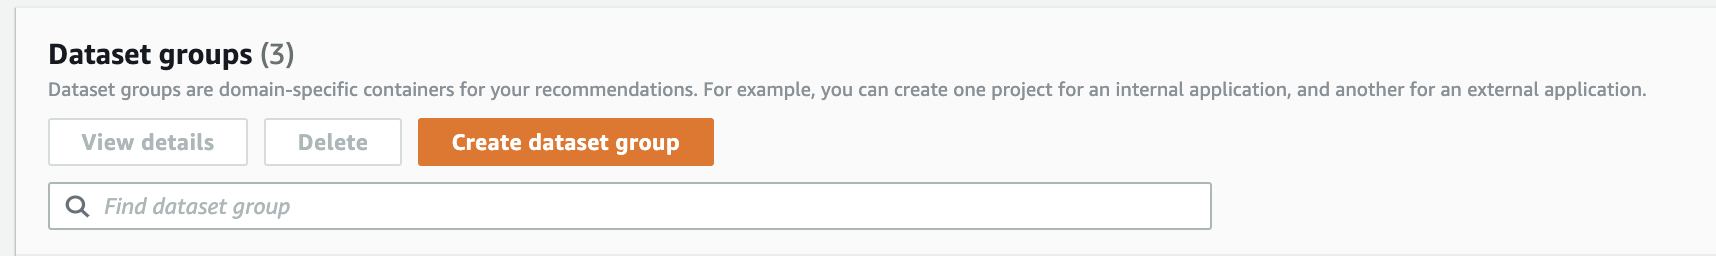 Dataset groups (3)
Dataset groups are domain-specific containers for your recommendations. For example, you can create one project for an internal application, and another for an external application.
View details Delete Create dataset group
Find dataset group